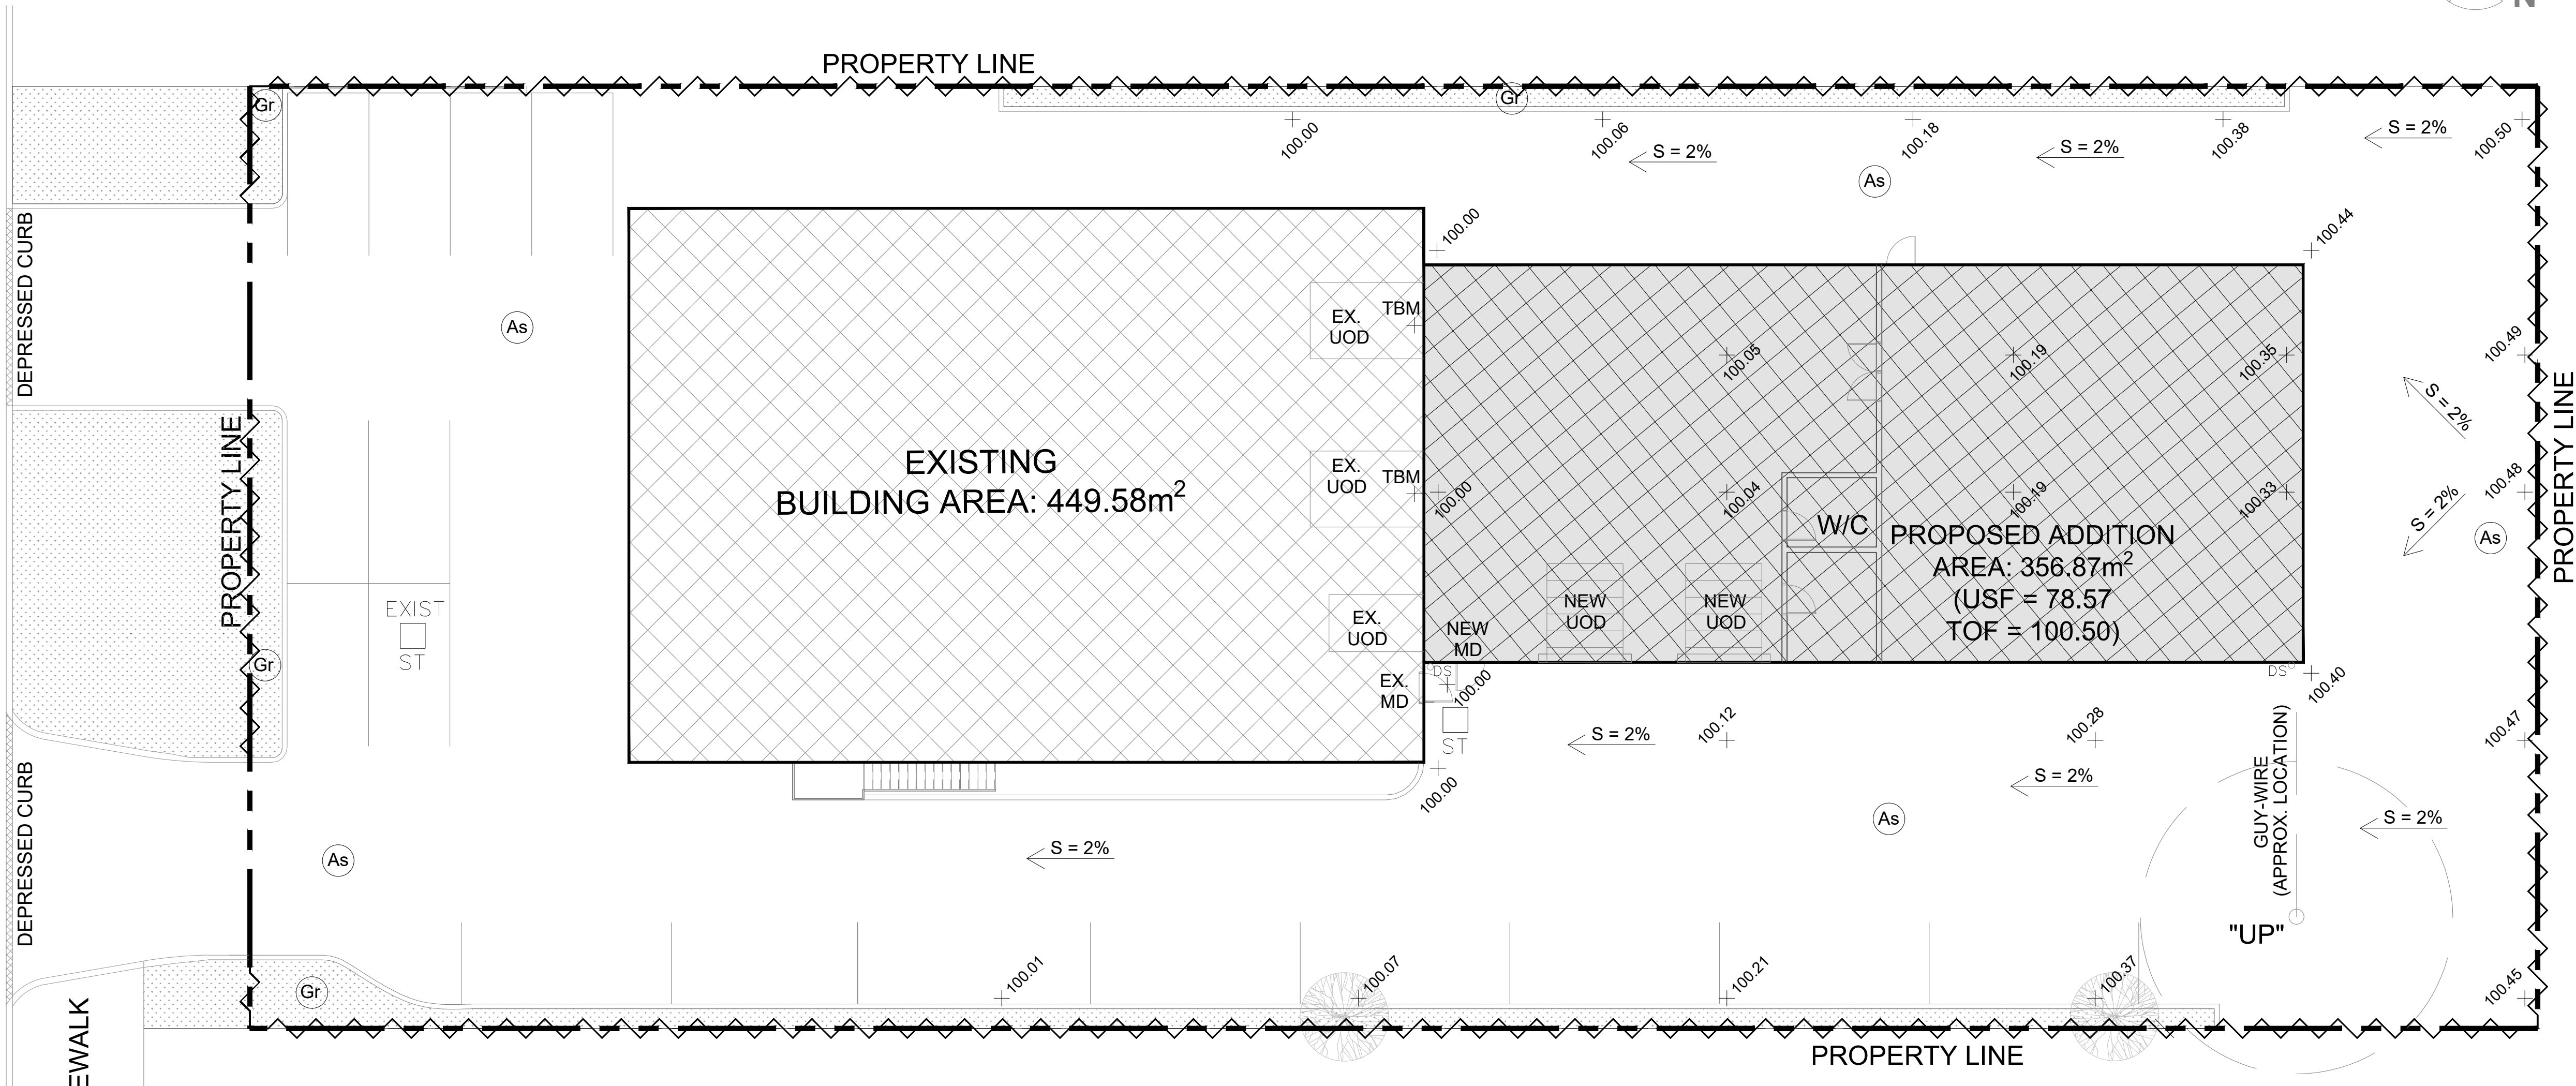 N
PROPERTY LINE
Gr
Gr
100.00
100.06
100.18
100.38
100.50
S = 2%
S = 2%
S = 2%
As
DEPRESSED CURB
As
100.00
100.44
EX.
UOD
TBM
100.05
100.19
100.35
100.49
S = 2%
PROPERTY LINE
PROPERTY LINE
EXISTING
BUILDING AREA: 449.58m²
EX.
UOD
TBM
100.00
100.04
100.19
100.33
100.48
S = 2%
As
W/C
PROPOSED ADDITION
AREA: 356.87m²
(USF = 78.57
TOF = 100.50)
EXIST
ST
Gr
EX.
UOD
NEW
MD
NEW
UOD
NEW
UOD
DS
DS
EX.
MD
100.00
ST
100.40
S = 2%
100.12
100.28
100.47
100.00
S = 2%
GUY-WIRE
(APPROX. LOCATION)
S = 2%
As
DEPRESSED CURB
As
S = 2%
"UP"
Gr
100.01
100.07
100.21
100.37
100.45
EWALK
PROPERTY LINE